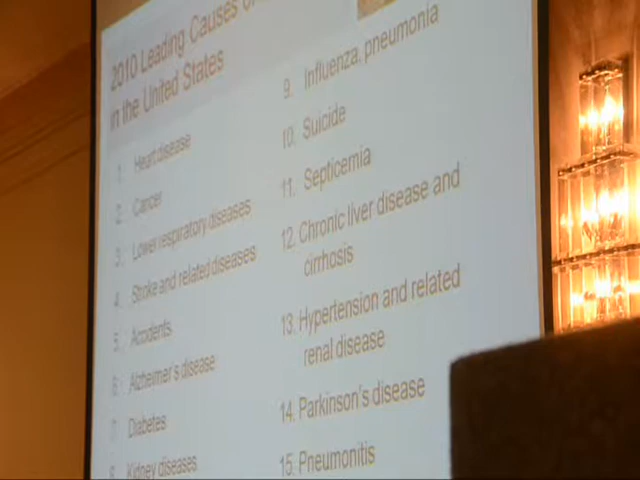 2010 Leading Causes of
in the United States
1. Heart disease
2. Cancer
3. Lower respiratory diseases
4. Stroke and related diseases
5. Accidents
6. Alzheimer's disease
7. Diabetes
8. Kidney diseases
9. Influenza, pneumonia
10. Suicide
11. Septicemia
12. Chronic liver disease and
cirrhosis
13. Hypertension and related
renal disease
14. Parkinson's disease
15. Pneumonitis